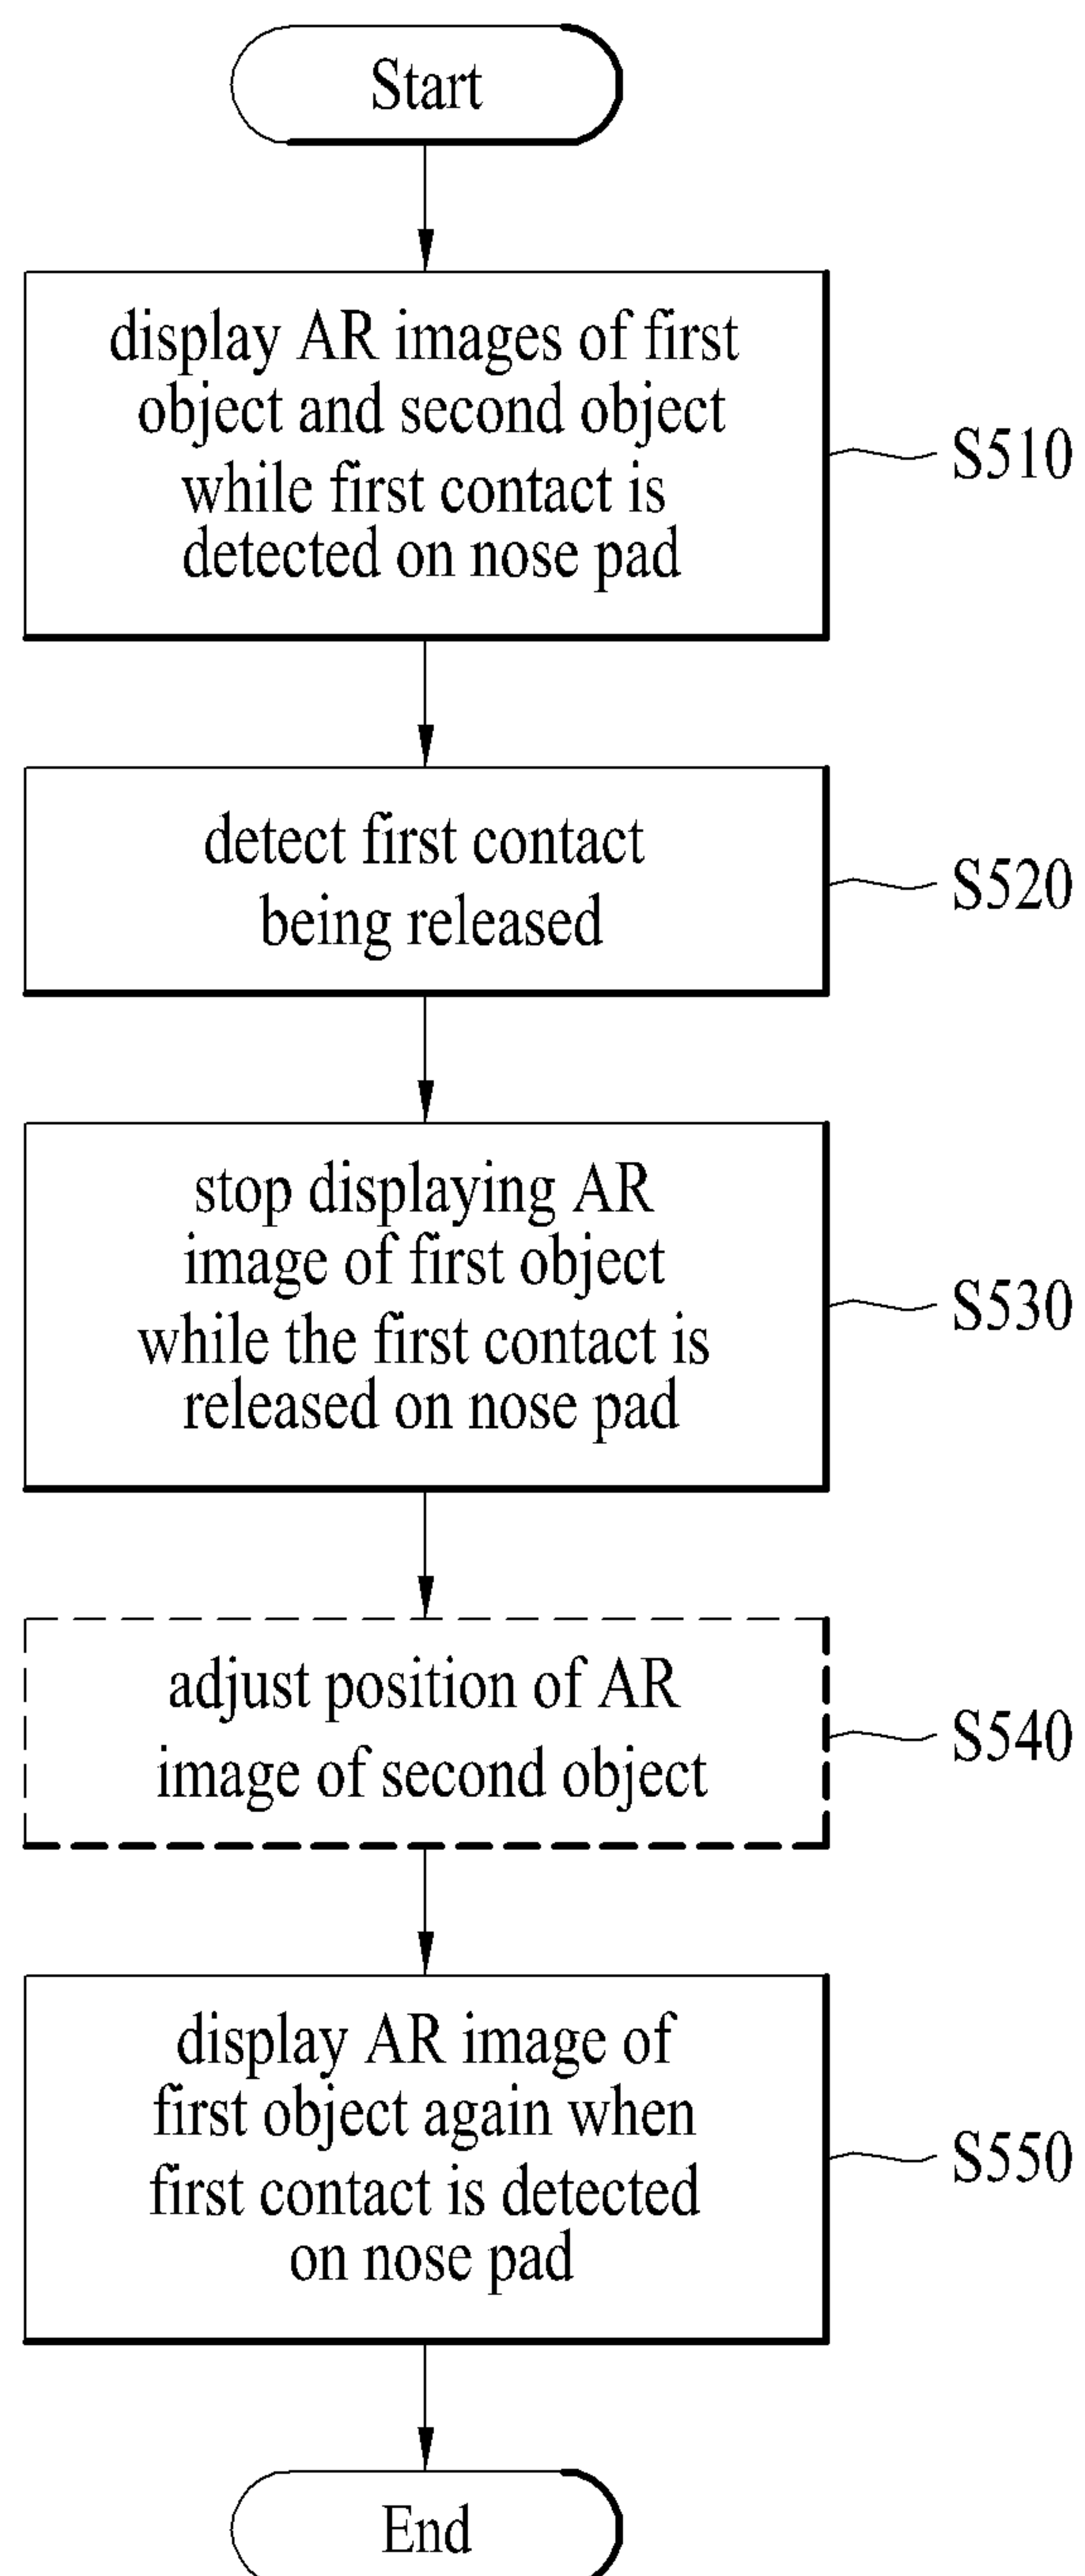 Start
display AR images of first
object and second object
while first contact is
detected on nose pad
S510
detect first contact
being released
S520
stop displaying AR
image of first object
while the first contact is
released on nose pad
S530
adjust position of AR
image of second object
S540
display AR image of
first object again when
first contact is detected
on nose pad
S550
End